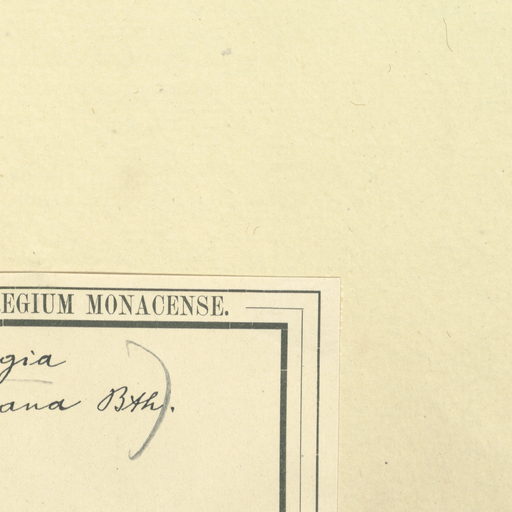 EGIUM MONACENSE.
gia
ana Bth.)